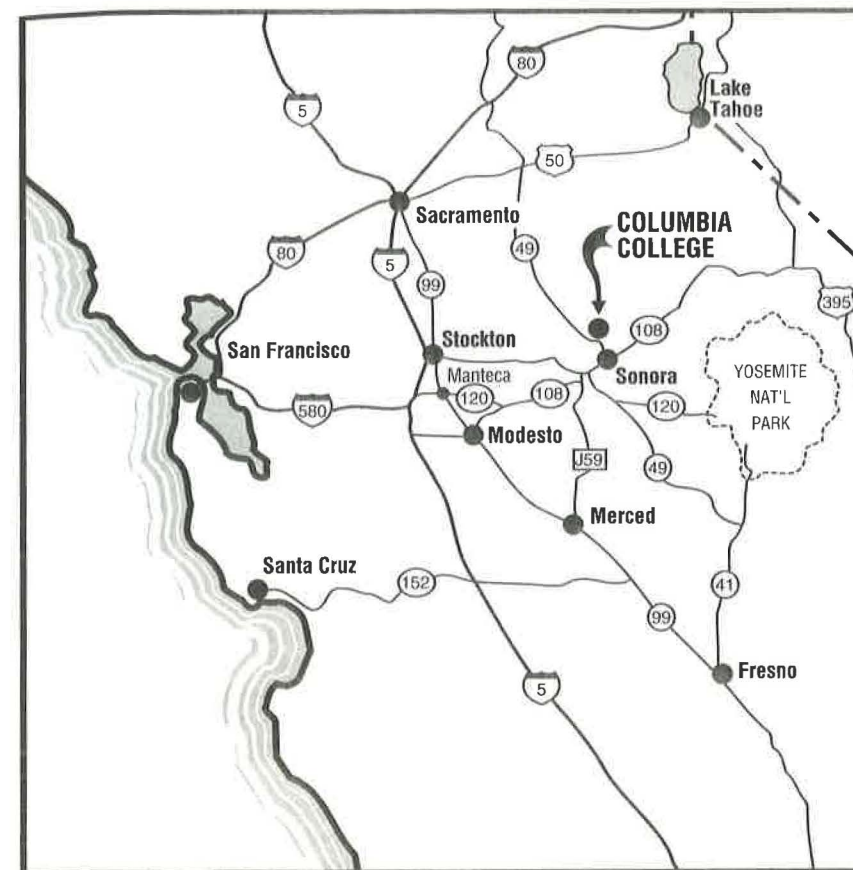 80
5
Lake
Tahoe
50
Sacramento
COLUMBIA
COLLEGE
49
80
5
99
395
108
Stockton
San Francisco
Sonora
Manteca
YOSEMITE
NAT'L
PARK
120
108
120
580
Modesto
J59
49
Merced
Santa Cruz
152
41
99
Fresno
5